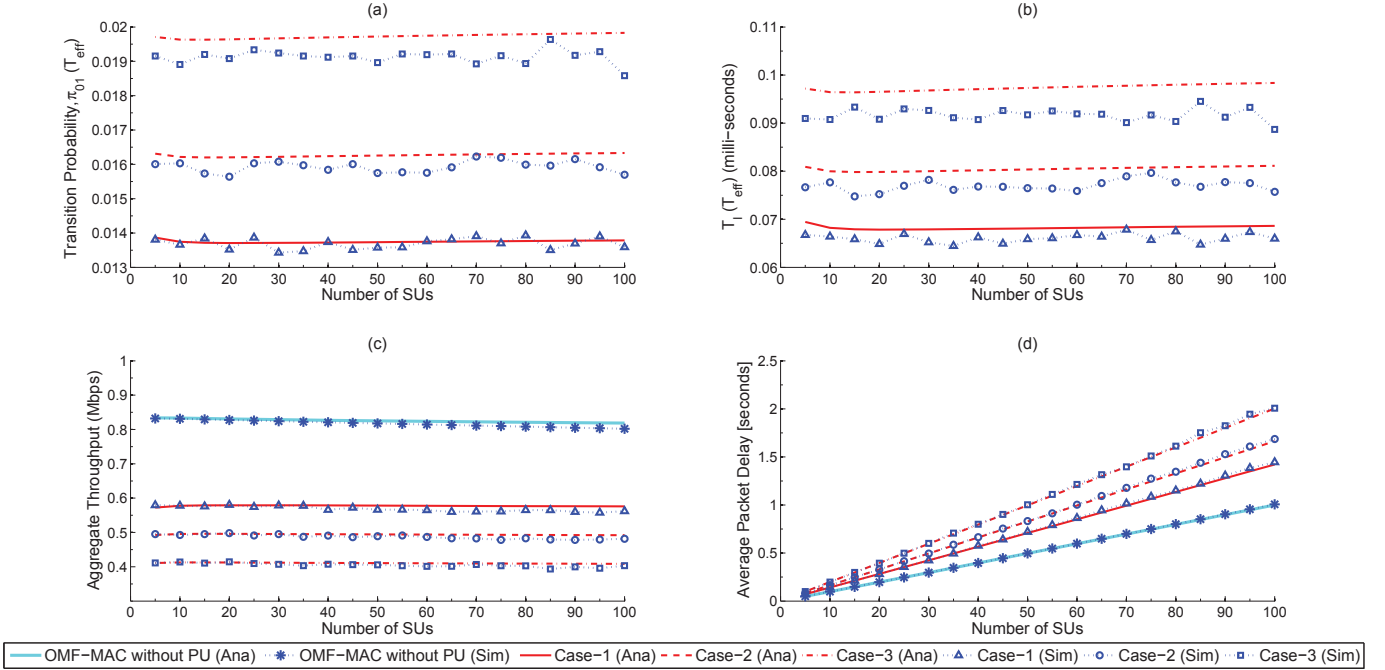 (a)
Transition Probability, π01 (Teff)
0.02
0.019
0.018
0.017
0.016
0.015
0.014
0.013
0 10 20 30 40 50 60 70 80 90 100
Number of SUs
(b)
TI (Teff) (milli-seconds)
0.11
0.1
0.09
0.08
0.07
0.06
0 10 20 30 40 50 60 70 80 90 100
Number of SUs
(c)
Aggregate Throughput (Mbps)
1
0.9
0.8
0.7
0.6
0.5
0.4
0 10 20 30 40 50 60 70 80 90 100
Number of SUs
(d)
Average Packet Delay [seconds]
2.5
2
1.5
1
0.5
0
0 10 20 30 40 50 60 70 80 90 100
Number of SUs
OMF-MAC without PU (Ana) OMF-MAC without PU (Sim) Case-1 (Ana) Case-2 (Ana) Case-3 (Ana) Case-1 (Sim) Case-2 (Sim) Case-3 (Sim)